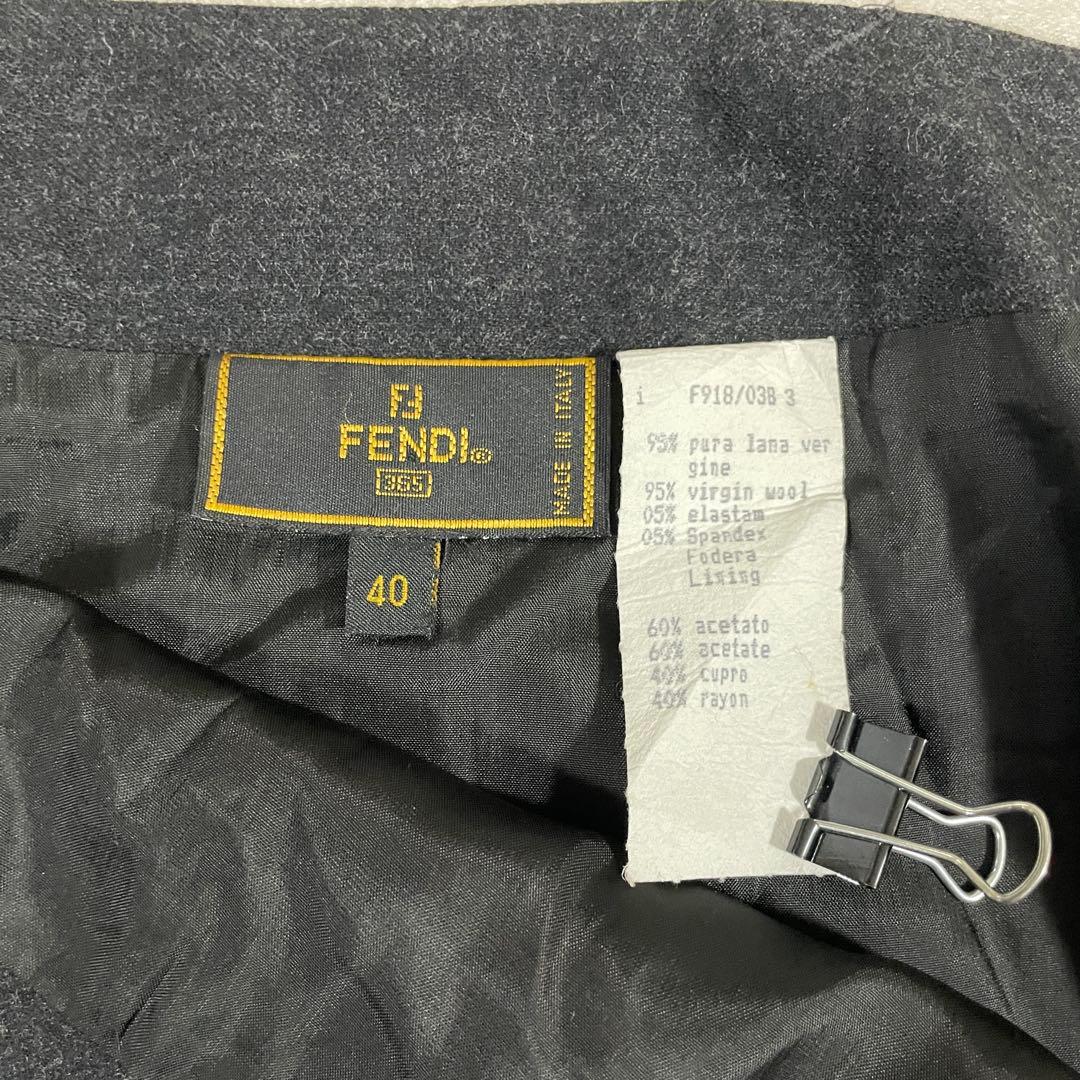 FENDI®
365
MADE IN ITALY
40
i F918/03B 3
95% pura lana ver
gine
95% virgin wool
05% elastam
05% Spandex
Fodera
Lining
60% acetato
60% acetate
40% cupro
40% rayon